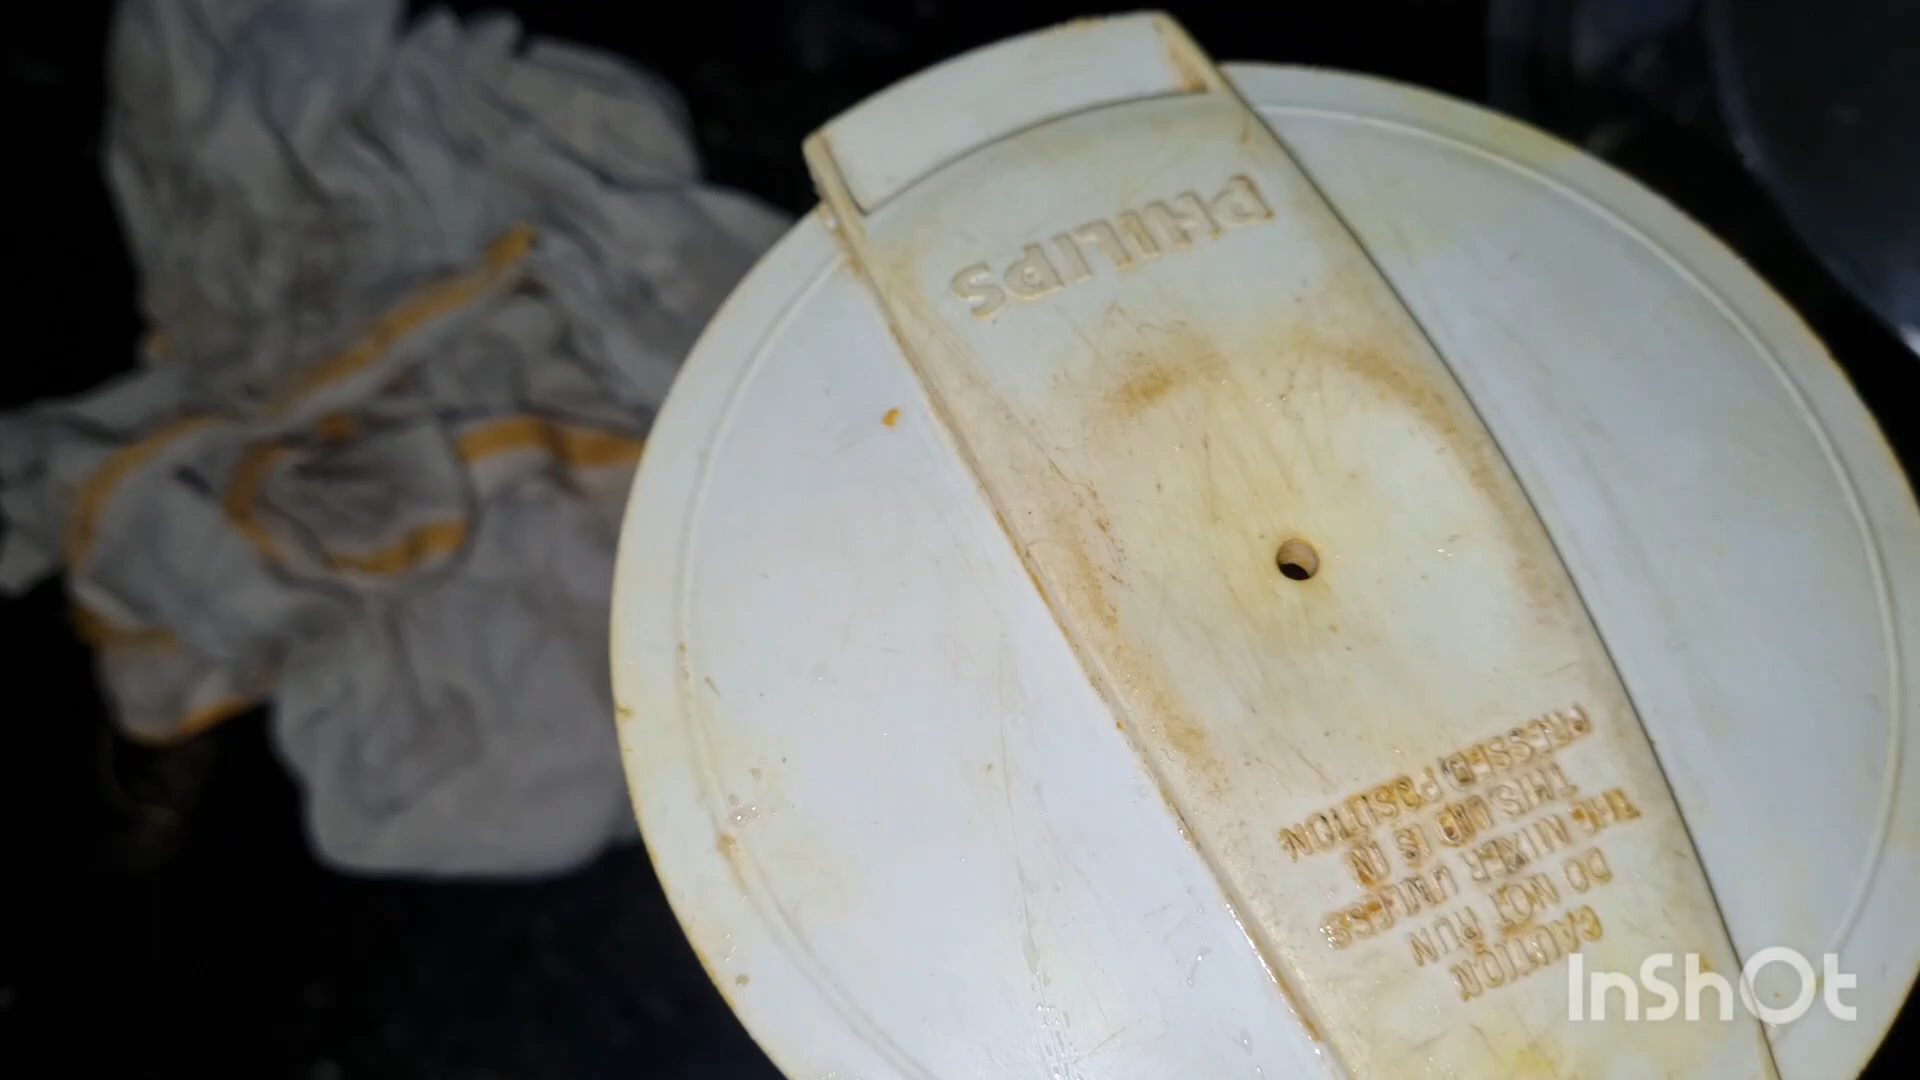 PHILIPS
CAUTION
DO NOT RUN
THE MIXER UNLESS
THIS LID IS IN
PRESSED POSITION
InShOt